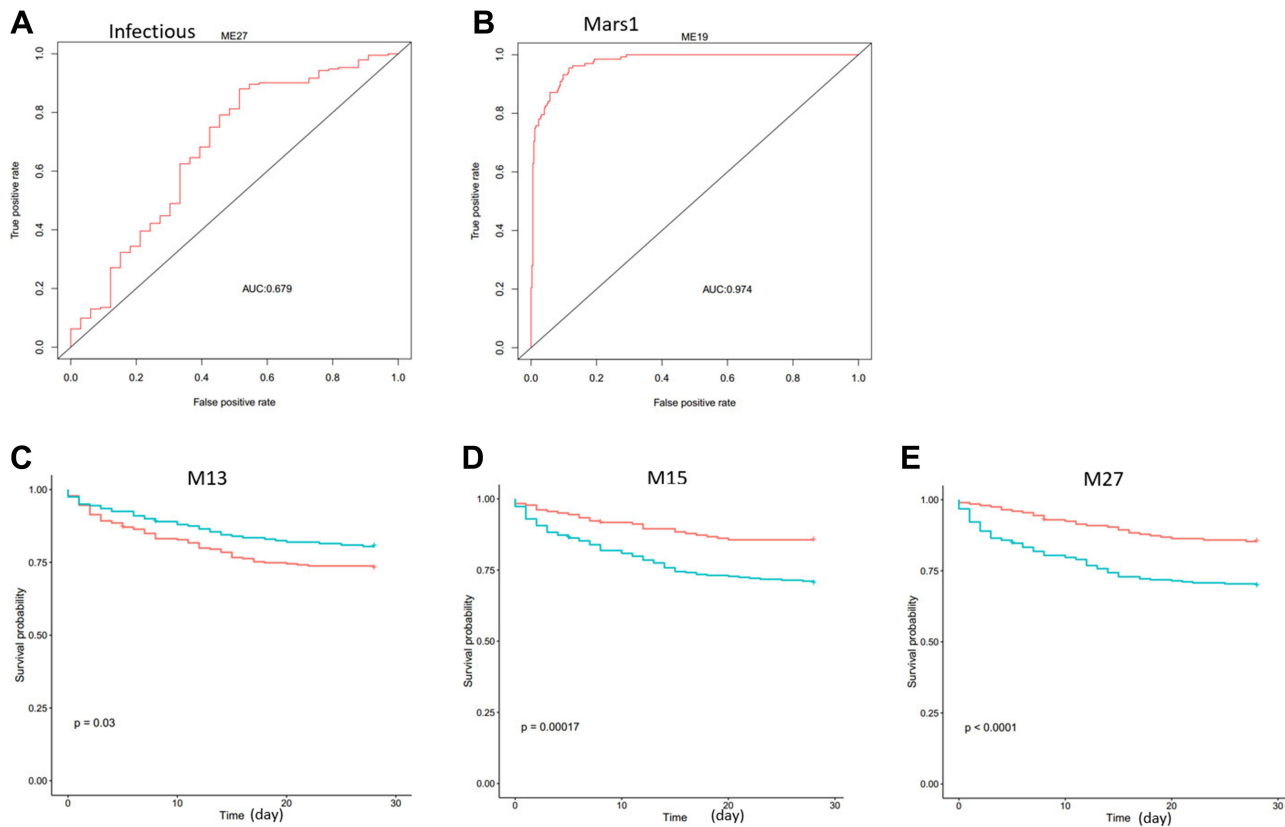 A
Infectious
ME27
1.0
0.8
0.6
0.4
0.2
0.0
True positive rate
AUC:0.679
0.0 0.2 0.4 0.6 0.8 1.0
False positive rate
B
Mars1
ME19
1.0
0.8
0.6
0.4
0.2
0.0
True positive rate
AUC:0.974
0.0 0.2 0.4 0.6 0.8 1.0
False positive rate
C
M13
1.00
0.75
0.50
0.25
0.00
Survival probability
p = 0.03
0 10 20 30
Time (day)
D
M15
1.00
0.75
0.50
0.25
0.00
Survival probability
p = 0.00017
0 10 20 30
Time (day)
E
M27
1.00
0.75
0.50
0.25
0.00
Survival probability
p < 0.0001
0 10 20 30
Time (day)